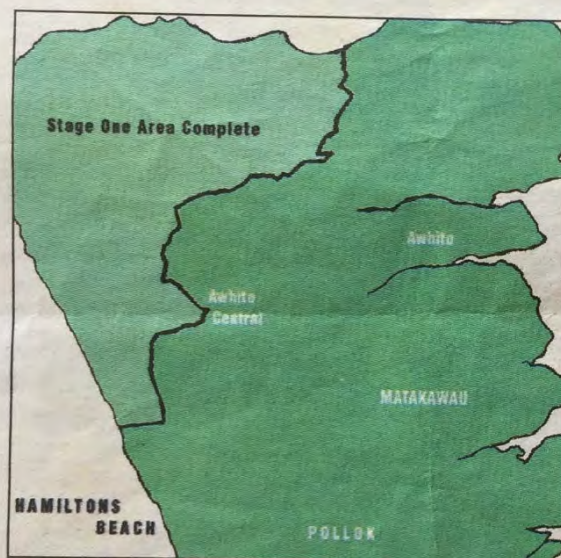 Stage One Area Complete
Awhito
Awhito
Central
MATAKAWAU
HAMILTONS
BEACH
POLLOK